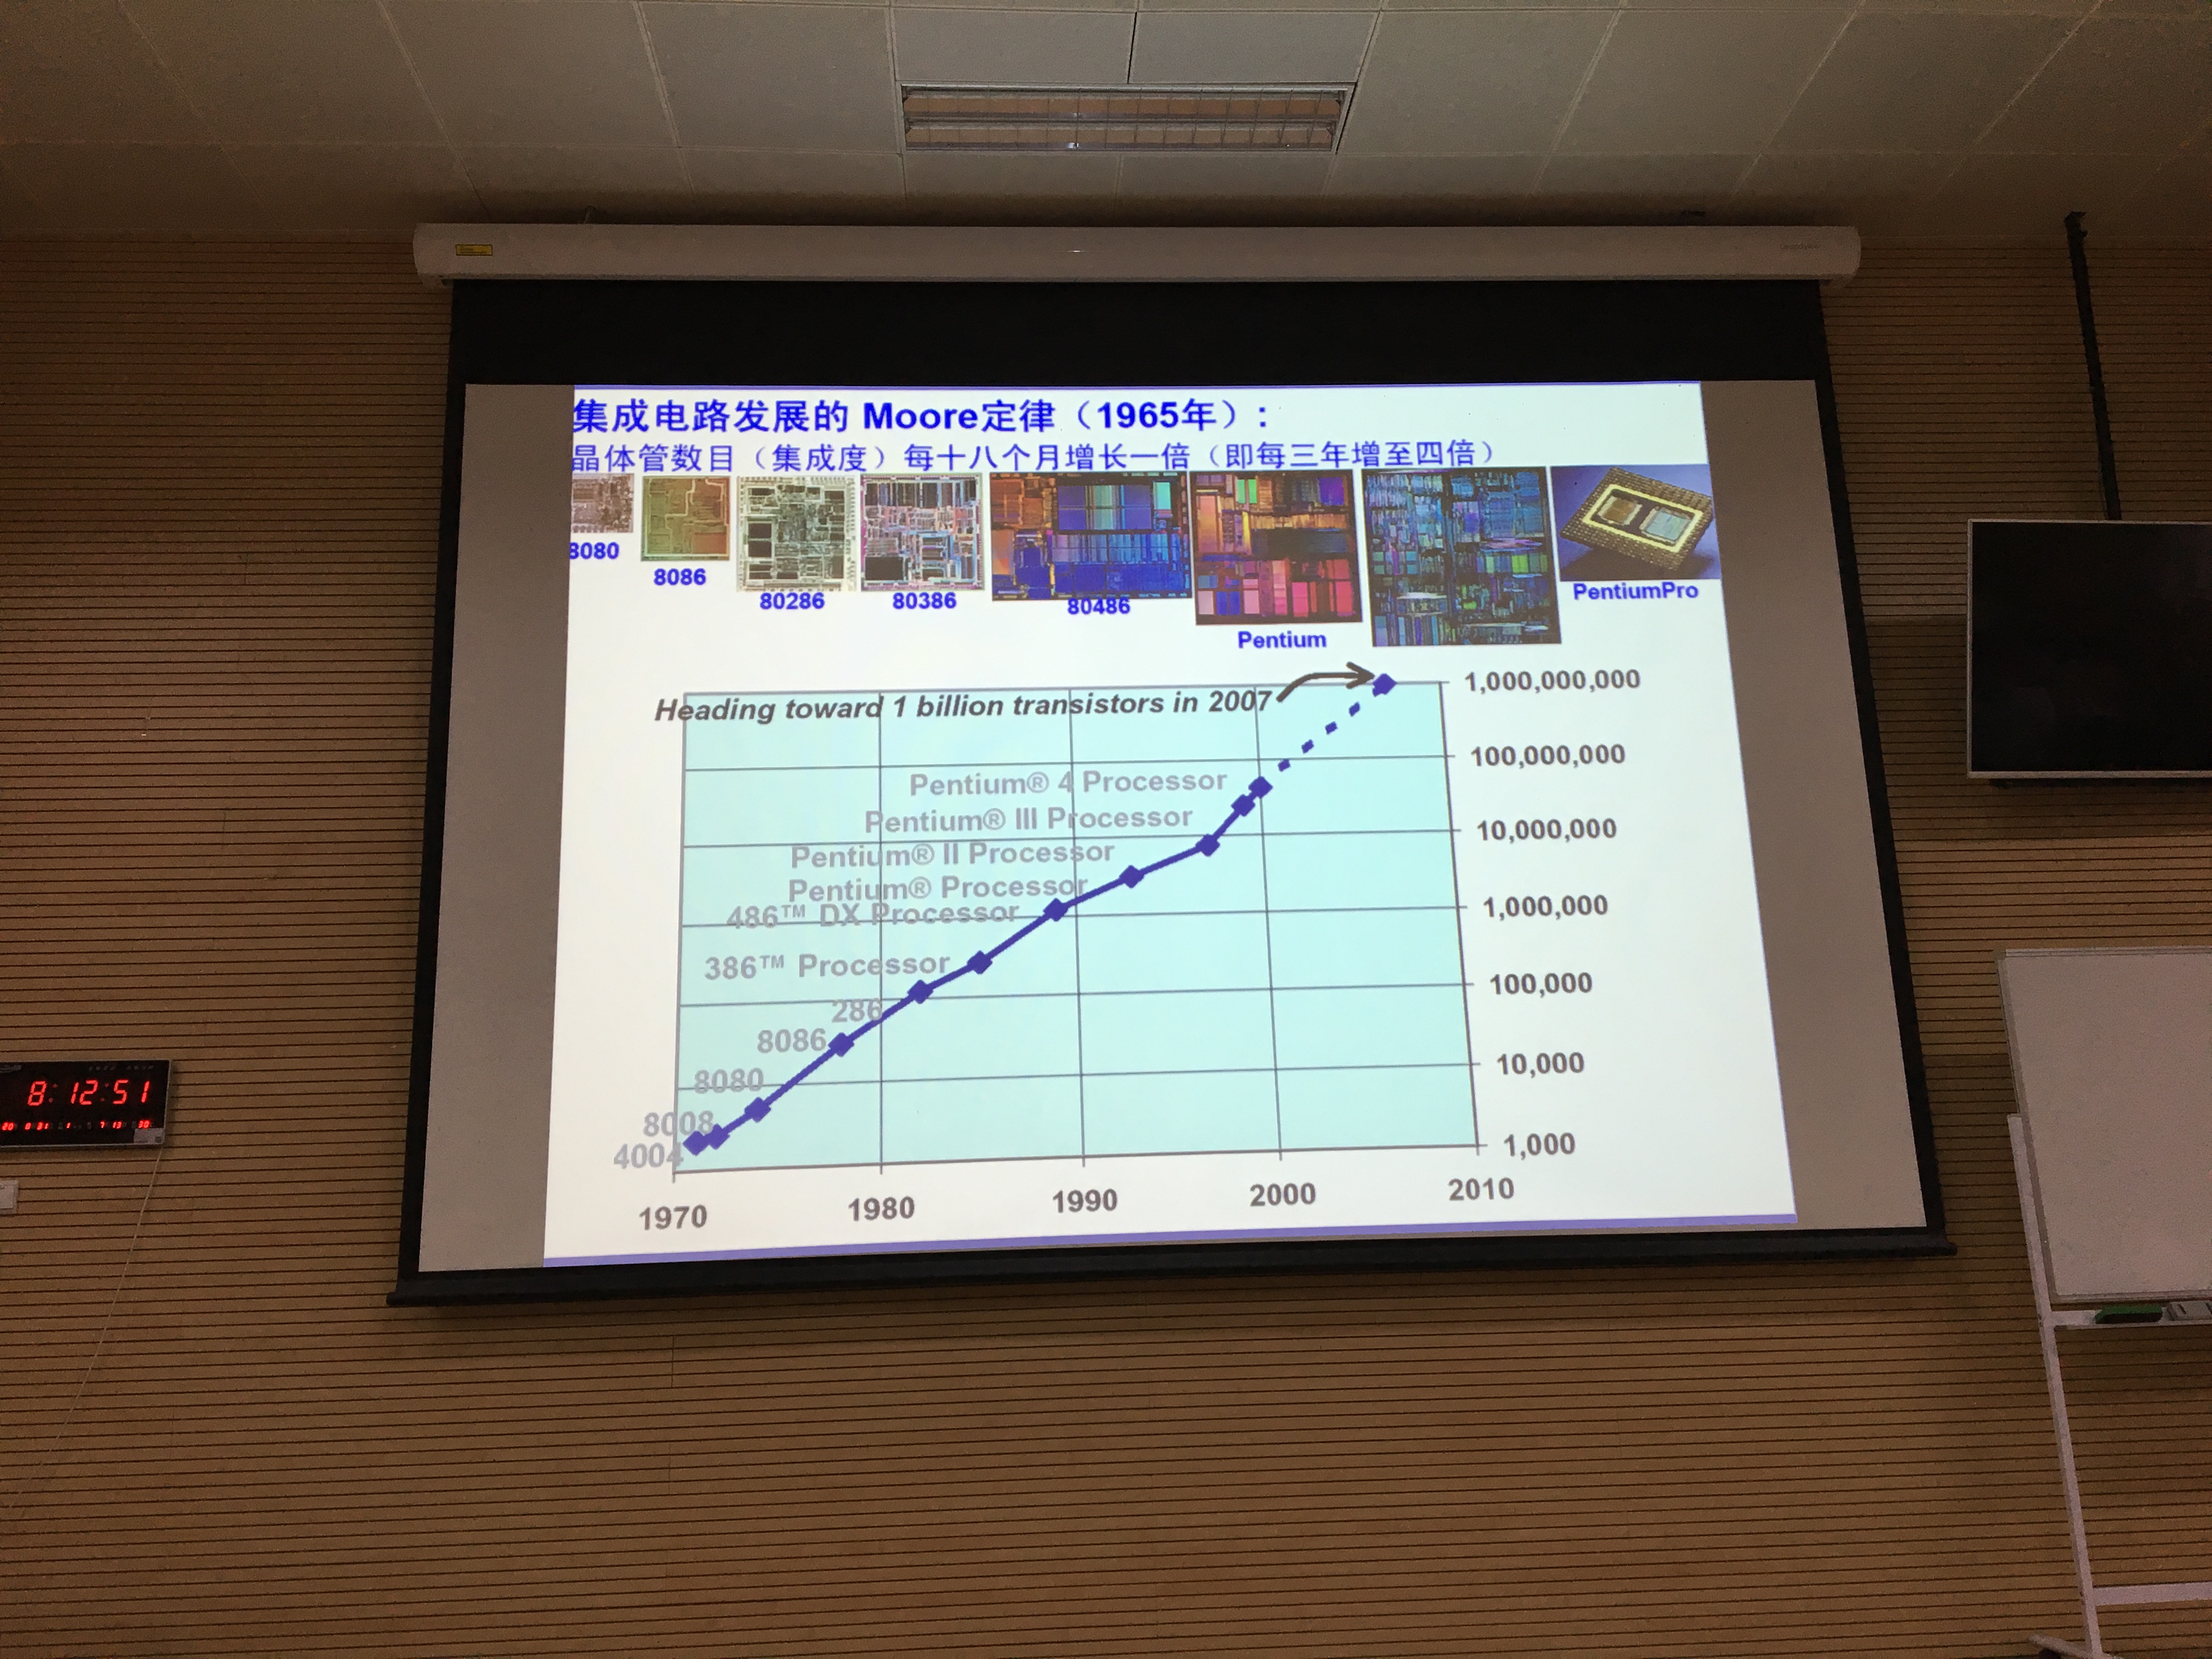 集成电路发展的 Moore定律（1965年）:
晶体管数目（集成度）每十八个月增长一倍（即每三年增至四倍）
8080
8086
80286
80386
80486
Pentium
PentiumPro
Heading toward 1 billion transistors in 2007
1,000,000,000
100,000,000
10,000,000
1,000,000
100,000
10,000
1,000
Pentium® 4 Processor
Pentium® III Processor
Pentium® II Processor
Pentium® Processor
486™ DX Processor
386™ Processor
286
8086
8080
8008
4004
1970
1980
1990
2000
2010
8:12:51